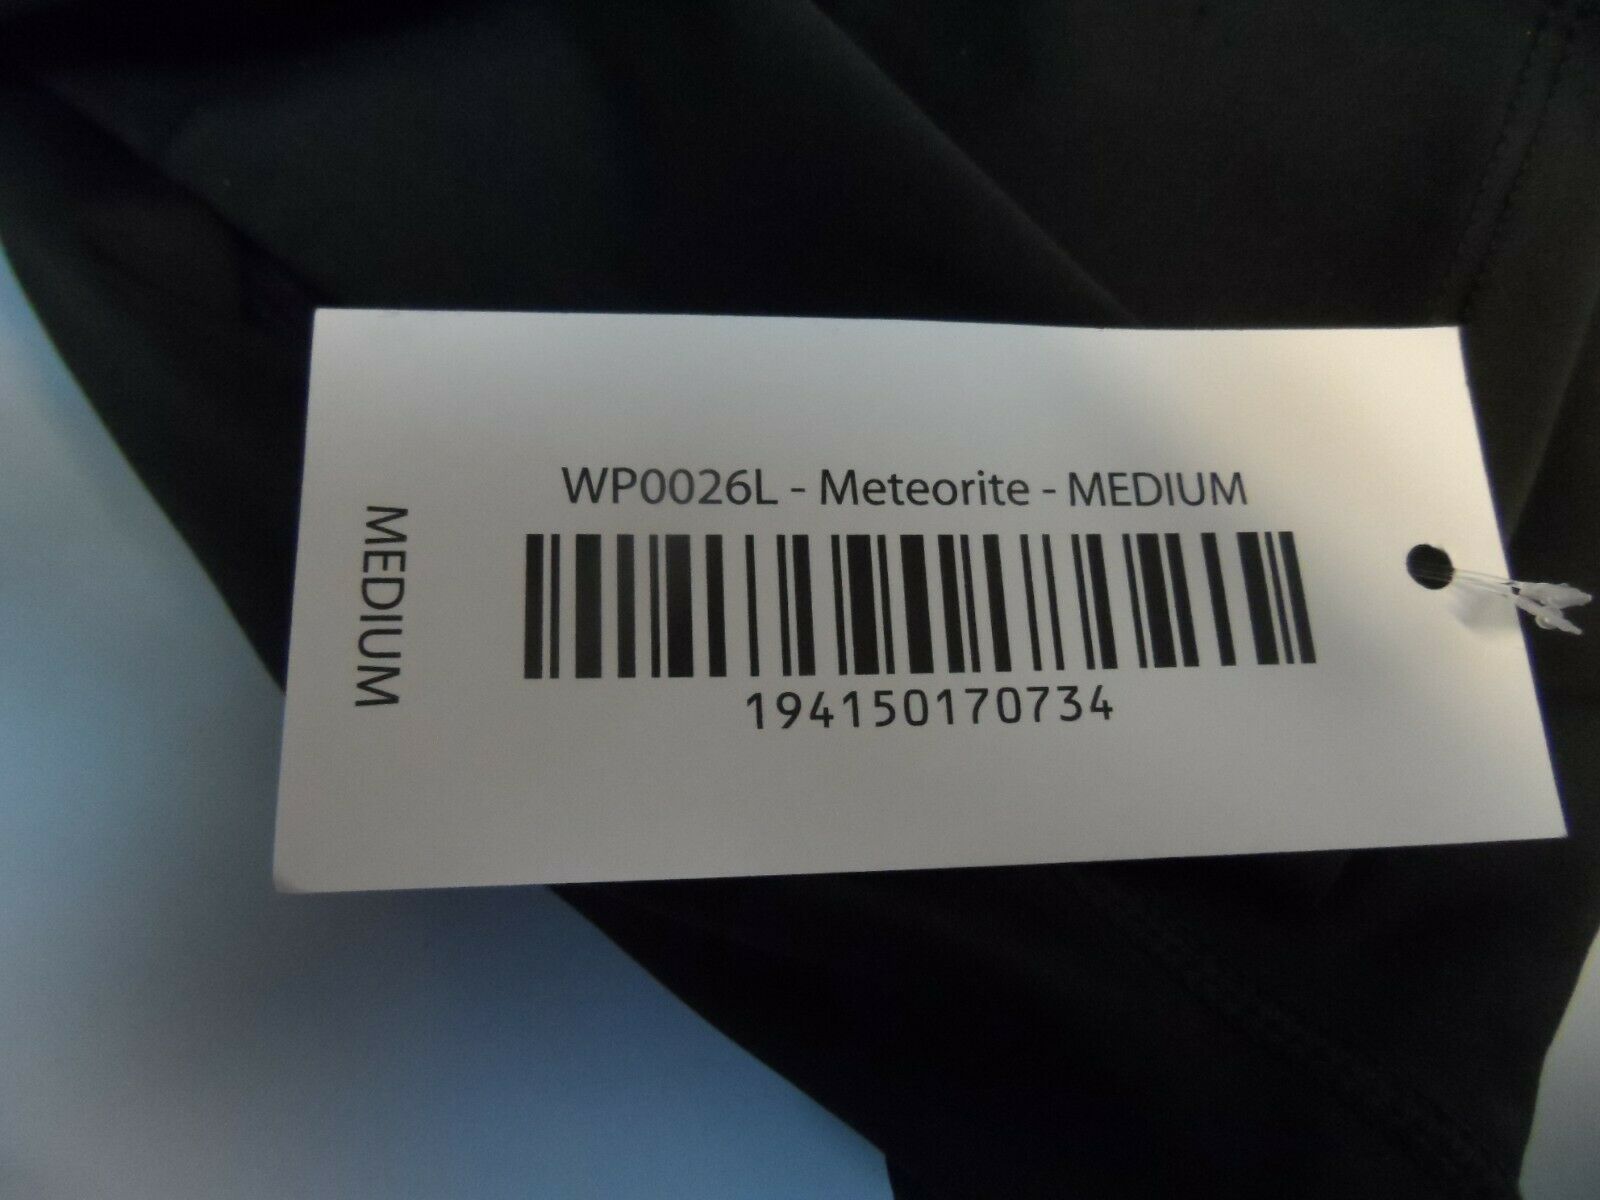 WP0026L - Meteorite - MEDIUM
194150170734
MEDIUM